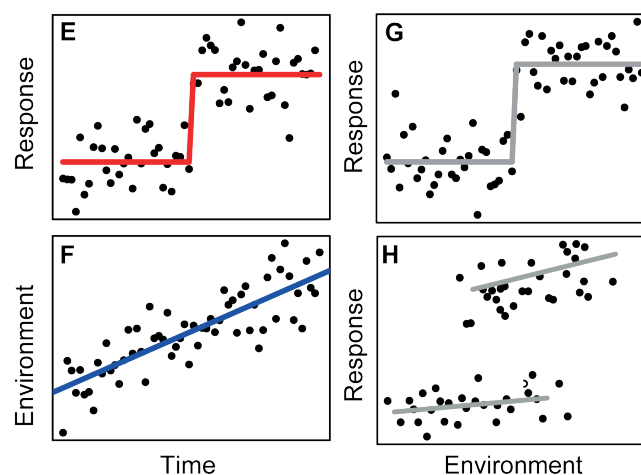 E
Response
G
Response
F
Environment
Time
H
Response
Environment